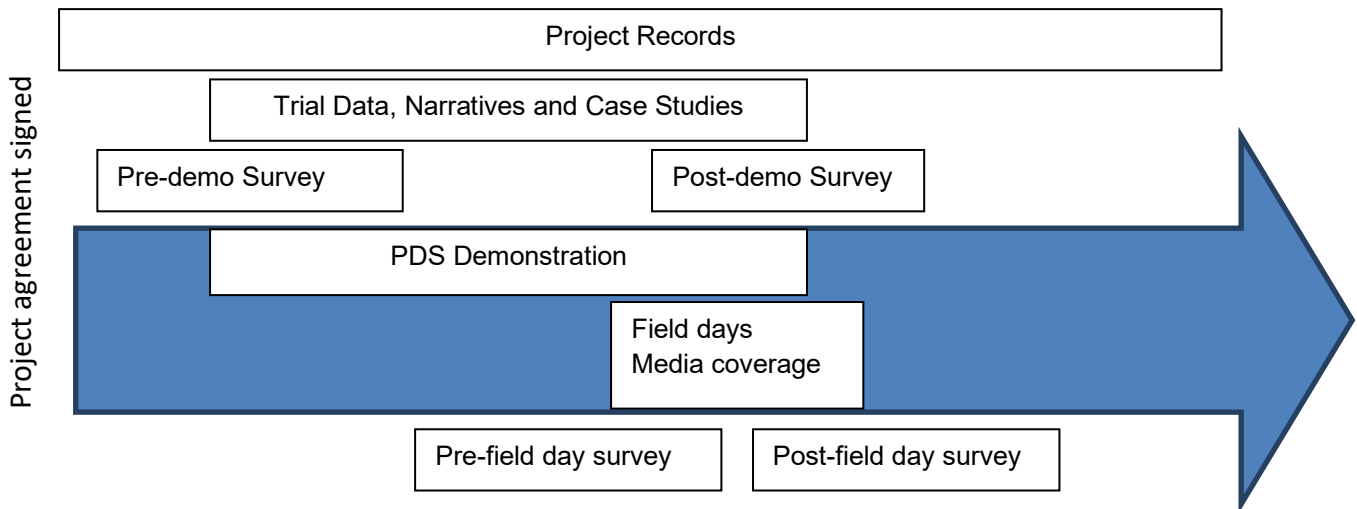 Project Records
Project agreement signed
Trial Data, Narratives and Case Studies
Pre-demo Survey
Post-demo Survey
PDS Demonstration
Field days
Media coverage
Pre-field day survey
Post-field day survey